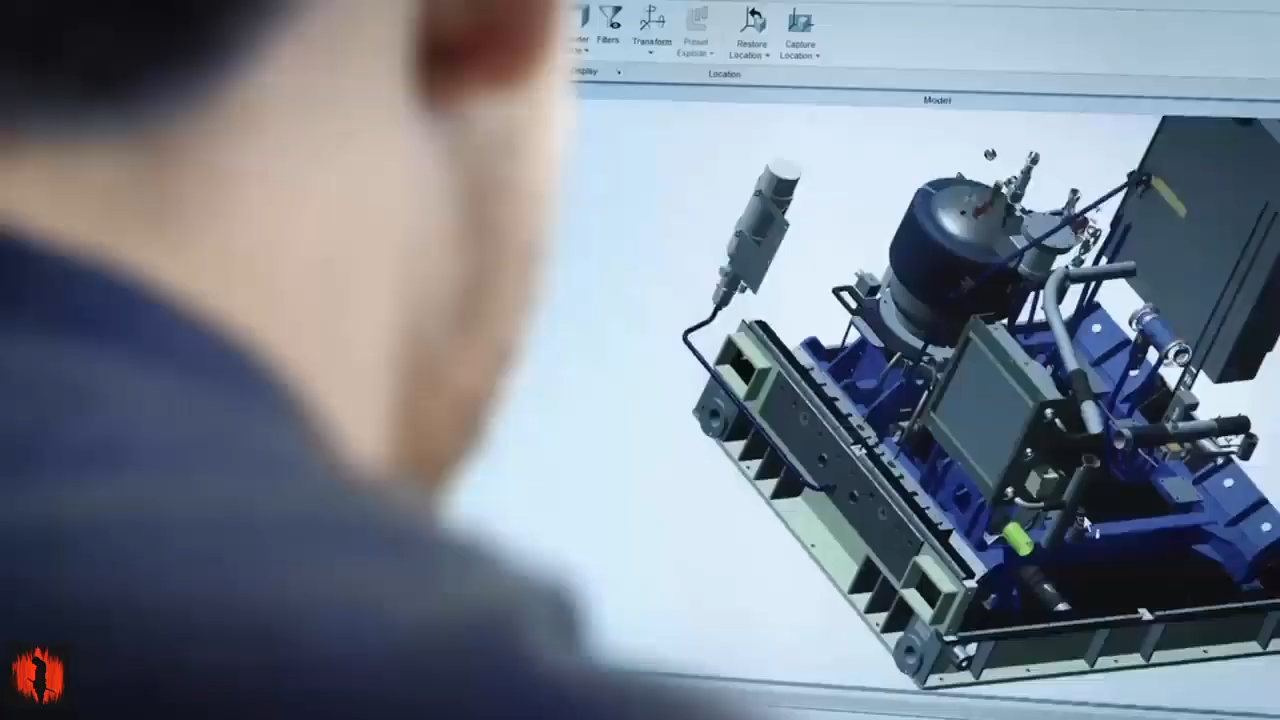 Filters
Transform
Preset
Explode
Restore
Location
Capture
Location
Location
Model